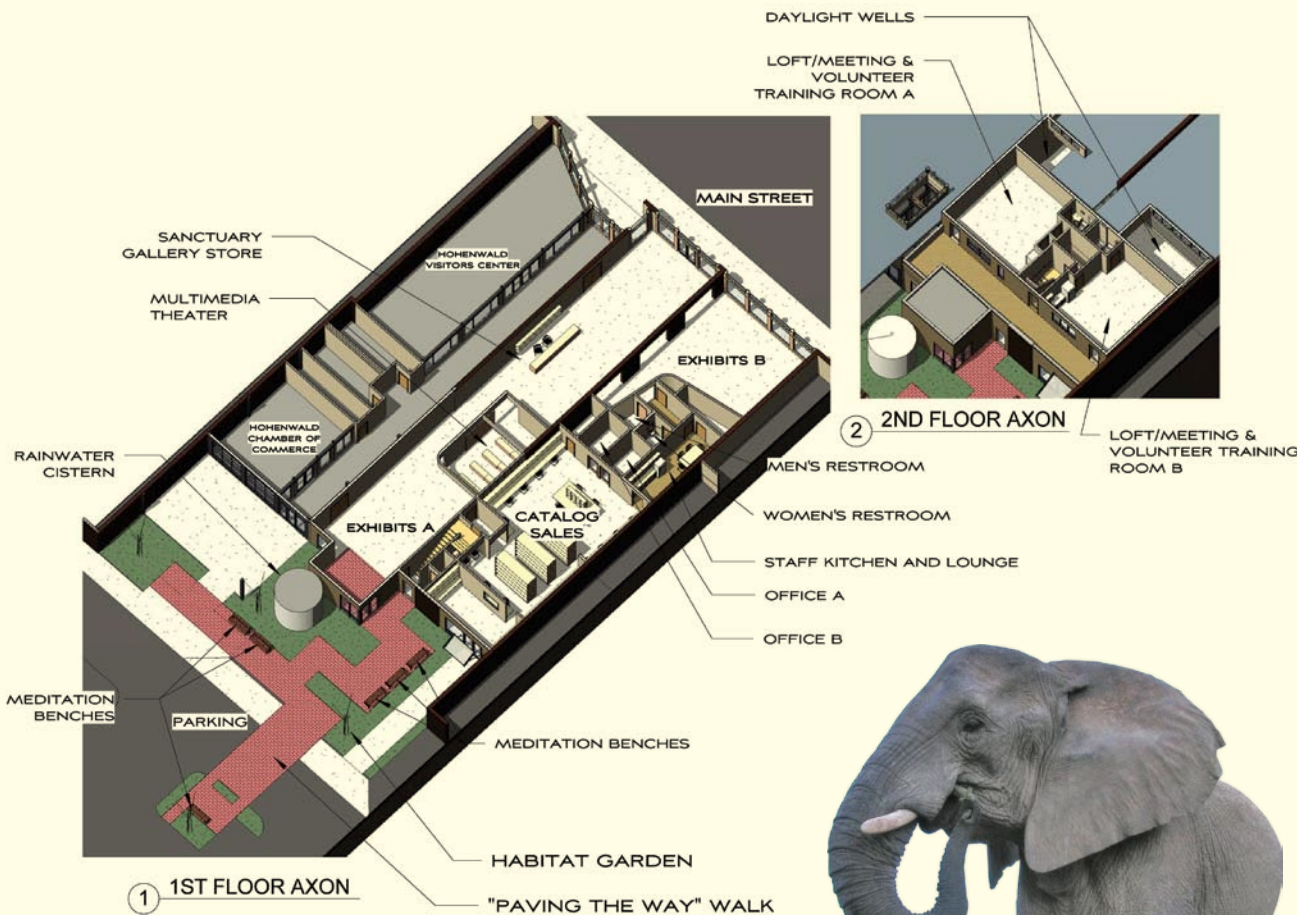 DAYLIGHT WELLS
LOFT/MEETING &
VOLUNTEER
TRAINING ROOM A
MAIN STREET
SANCTUARY
GALLERY STORE
HOHENWALD
VISITORS CENTER
MULTIMEDIA
THEATER
EXHIBITS B
HOHENWALD
CHAMBER OF
COMMERCE
2 2ND FLOOR AXON
LOFT/MEETING &
VOLUNTEER TRAINING
ROOM B
RAINWATER
CISTERN
MEN'S RESTROOM
EXHIBITS A
CATALOG
SALES
WOMEN'S RESTROOM
STAFF KITCHEN AND LOUNGE
OFFICE A
OFFICE B
MEDITATION
BENCHES
PARKING
MEDITATION BENCHES
HABITAT GARDEN
1 1ST FLOOR AXON
"PAVING THE WAY" WALK